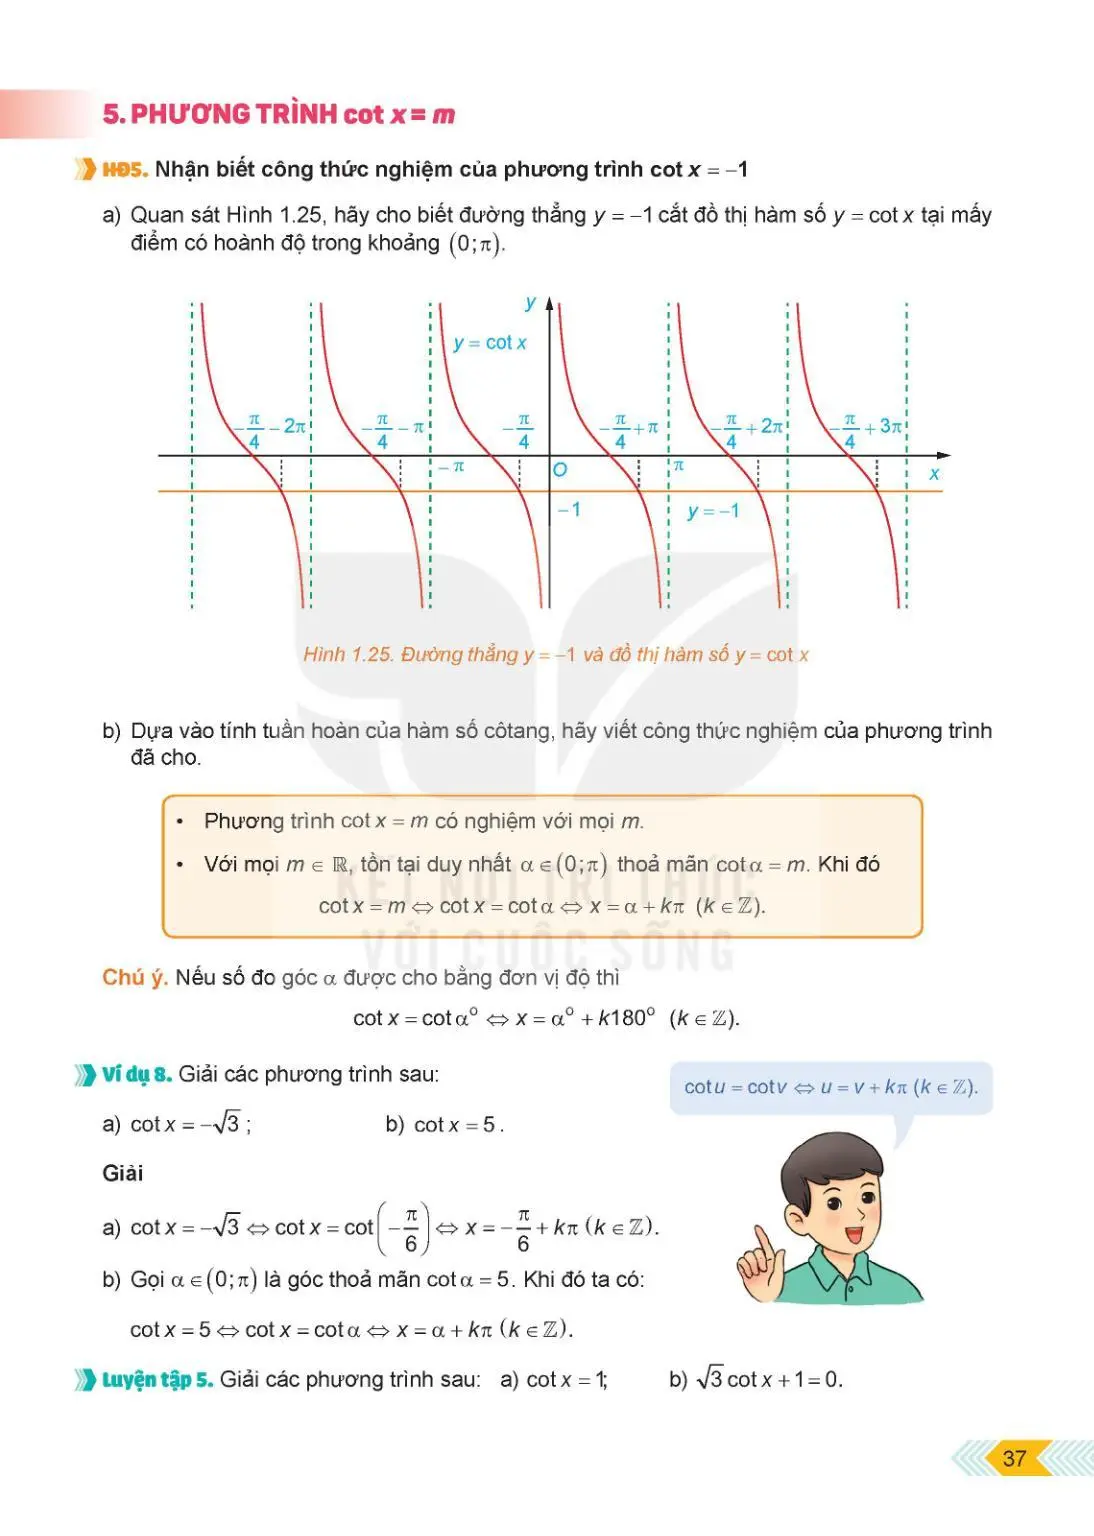 5. PHƯƠNG TRÌNH cot x = m
HĐ5. Nhận biết công thức nghiệm của phương trình cot x = −1
a) Quan sát Hình 1.25, hãy cho biết đường thẳng y = −1 cắt đồ thị hàm số y = cot x tại mấy
điểm có hoành độ trong khoảng (0;π).
y
y = cot x
−π/4 − 2π
−π/4 − π
−π/4
−π/4 + π
−π/4 + 2π
−π/4 + 3π
−π
O
π
x
−1
y = −1
Hình 1.25. Đường thẳng y = −1 và đồ thị hàm số y = cot x
b) Dựa vào tính tuần hoàn của hàm số côtang, hãy viết công thức nghiệm của phương trình
đã cho.
• Phương trình cot x = m có nghiệm với mọi m.
• Với mọi m ∈ ℝ, tồn tại duy nhất α ∈ (0;π) thoả mãn cot α = m. Khi đó
cot x = m ⇔ cot x = cot α ⇔ x = α + kπ (k ∈ ℤ).
KẾT NỐI TRI THỨC
VỚI CUỘC SỐNG
Chú ý. Nếu số đo góc α được cho bằng đơn vị độ thì
cot x = cot α° ⇔ x = α° + k180° (k ∈ ℤ).
Ví dụ 8. Giải các phương trình sau:
cot u = cot v ⇔ u = v + kπ (k ∈ ℤ).
a) cot x = −√3 ; b) cot x = 5 .
Giải
a) cot x = −√3 ⇔ cot x = cot(−π/6) ⇔ x = −π/6 + kπ (k ∈ ℤ).
b) Gọi α ∈ (0;π) là góc thoả mãn cot α = 5. Khi đó ta có:
cot x = 5 ⇔ cot x = cot α ⇔ x = α + kπ (k ∈ ℤ).
Luyện tập 5. Giải các phương trình sau: a) cot x = 1; b) √3 cot x + 1 = 0.
37